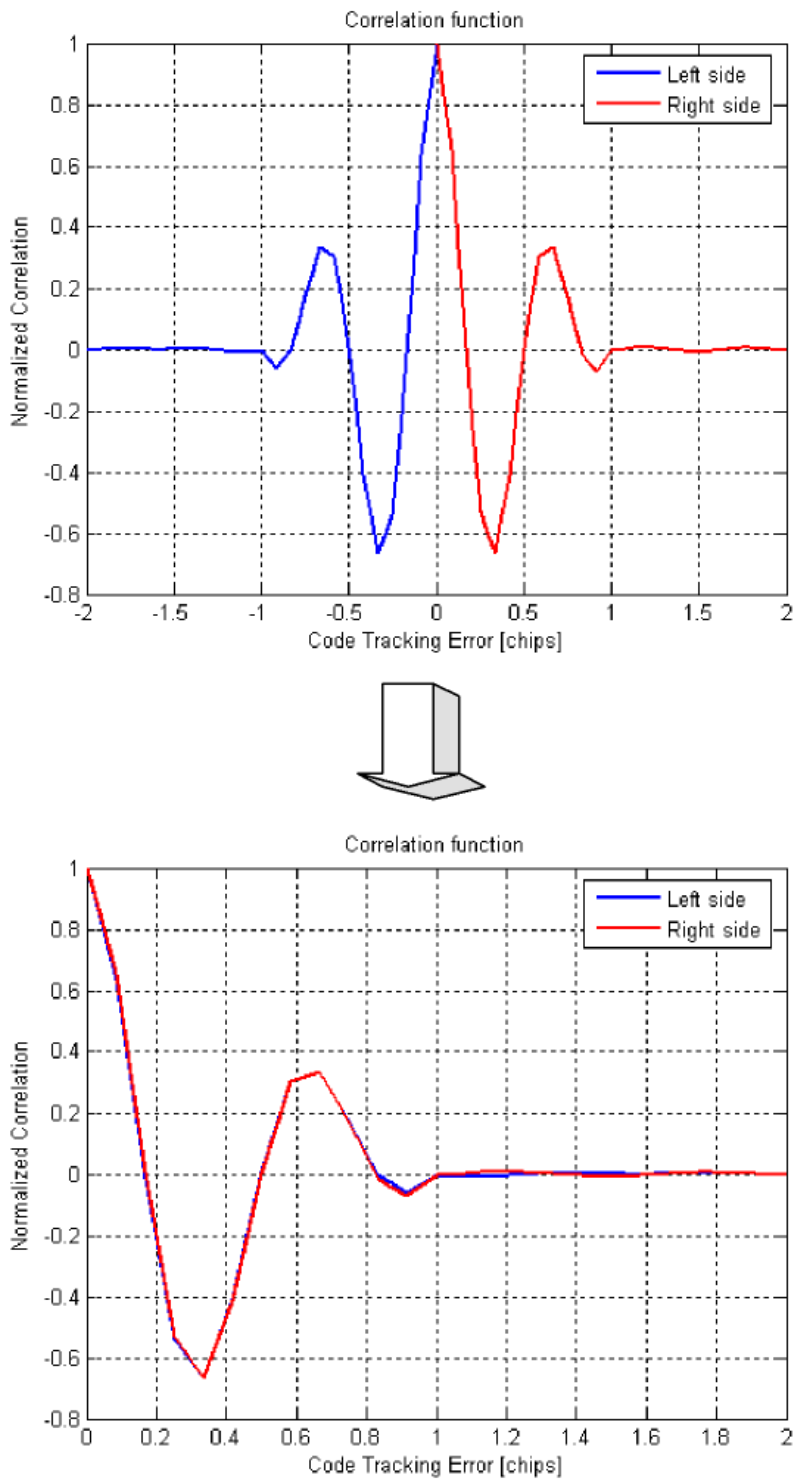 Correlation function
1
0.8
0.6
0.4
0.2
0
-0.2
-0.4
-0.6
-0.8
Normalized Correlation
Left side
Right side
-2 -1.5 -1 -0.5 0 0.5 1 1.5 2
Code Tracking Error [chips]
Correlation function
1
0.8
0.6
0.4
0.2
0
-0.2
-0.4
-0.6
-0.8
Normalized Correlation
Left side
Right side
0 0.2 0.4 0.6 0.8 1 1.2 1.4 1.6 1.8 2
Code Tracking Error [chips]